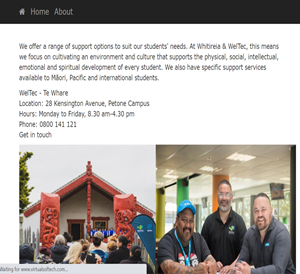 Home About
We offer a range of support options to suit our students' needs. At Whitireia & WelTec, this means
we focus on cultivating an environment and culture that supports the physical, social, intellectual,
emotional and spiritual development of every student. We also have specific support services
available to Māori, Pacific and international students.
WelTec - Te Whare
Location: 28 Kensington Avenue, Petone Campus
Hours: Monday to Friday, 8.30 am-4.30 pm
Phone: 0800 141 121
Get in touch
Waiting for www.virtualsoftech.com...